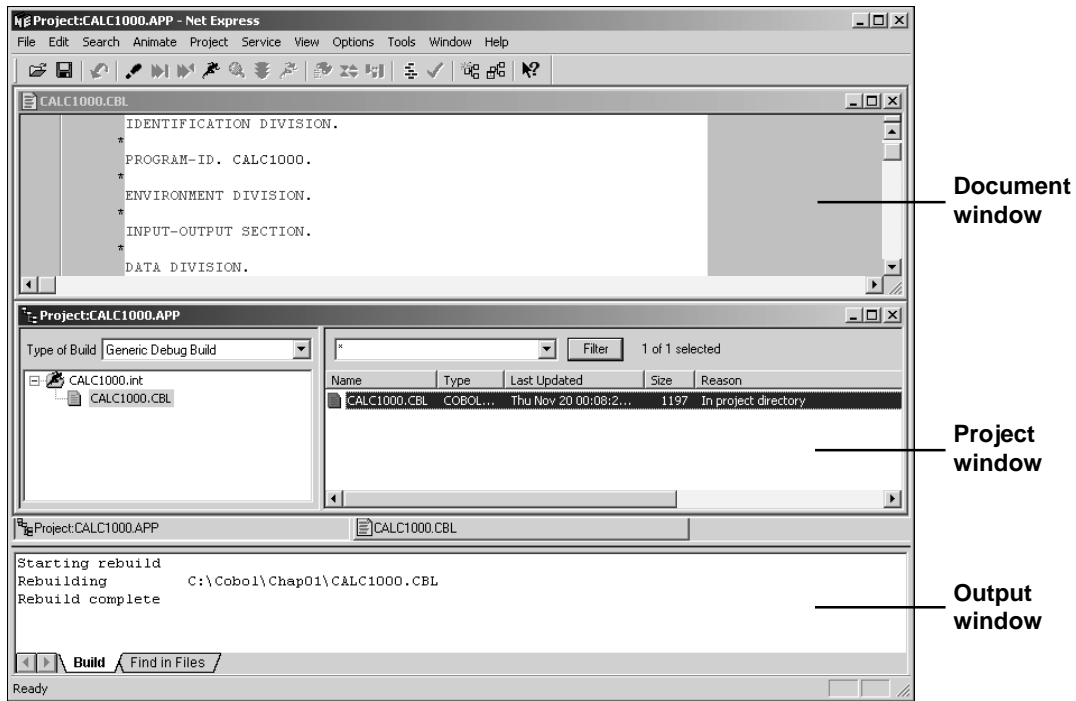 Project:CALC1000.APP - Net Express
File Edit Search Animate Project Service View Options Tools Window Help
CALC1000.CBL
IDENTIFICATION DIVISION.
*
PROGRAM-ID. CALC1000.
*
ENVIRONMENT DIVISION.
*
INPUT-OUTPUT SECTION.
*
DATA DIVISION.
Document
window
Project:CALC1000.APP
Type of Build Generic Debug Build
* Filter 1 of 1 selected
CALC1000.int
CALC1000.CBL
Name Type Last Updated Size Reason
CALC1000.CBL COBOL... Thu Nov 20 00:08:2... 1197 In project directory
Project
window
Project:CALC1000.APP CALC1000.CBL
Starting rebuild
Rebuilding C:\Cobol\Chap01\CALC1000.CBL
Rebuild complete
Output
window
Build Find in Files
Ready